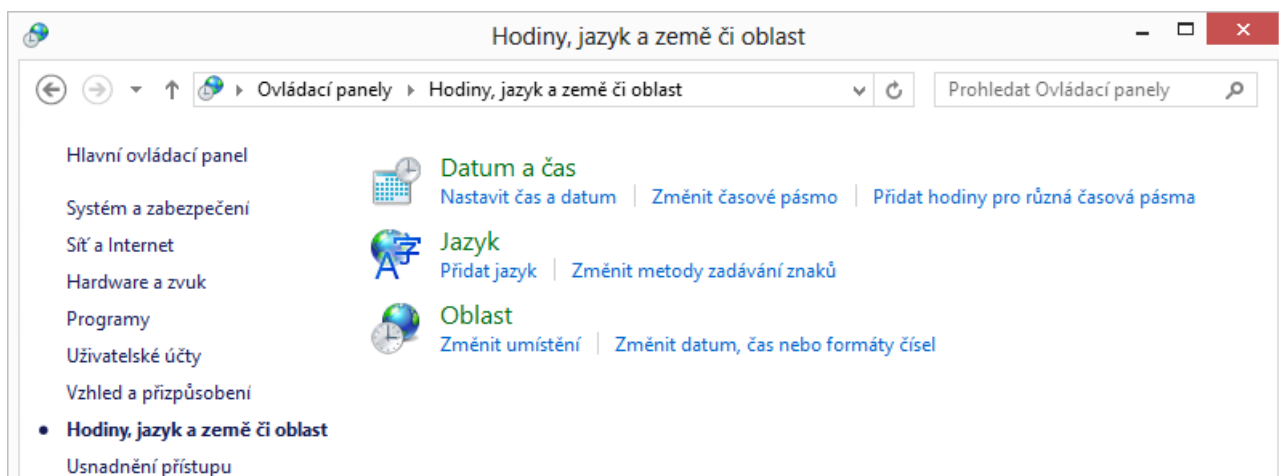 Hodiny, jazyk a země či oblast
Ovládací panely Hodiny, jazyk a země či oblast Prohledat Ovládací panely
Hlavní ovládací panel
Systém a zabezpečení
Síť a Internet
Hardware a zvuk
Programy
Uživatelské účty
Vzhled a přizpůsobení
Hodiny, jazyk a země či oblast
Usnadnění přístupu
Datum a čas
Nastavit čas a datum Změnit časové pásmo Přidat hodiny pro různá časová pásma
Jazyk
Přidat jazyk Změnit metody zadávání znaků
Oblast
Změnit umístění Změnit datum, čas nebo formáty čísel